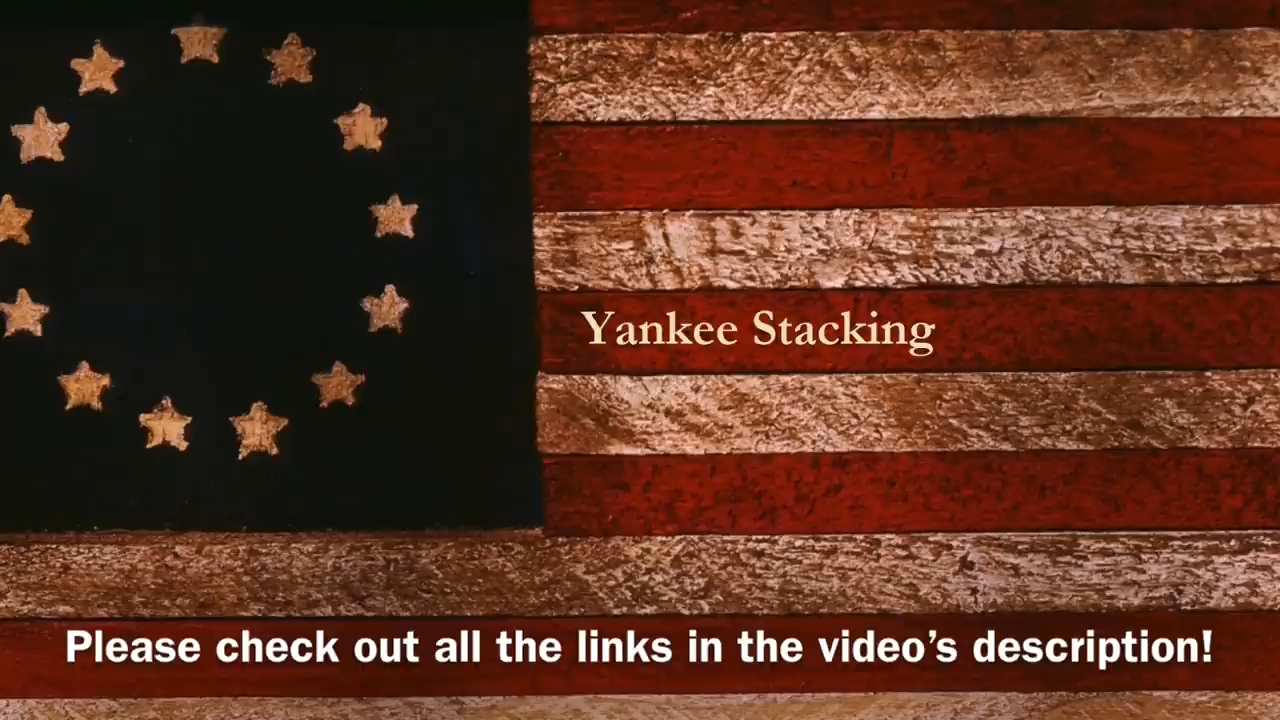 Yankee Stacking
Please check out all the links in the video’s description!